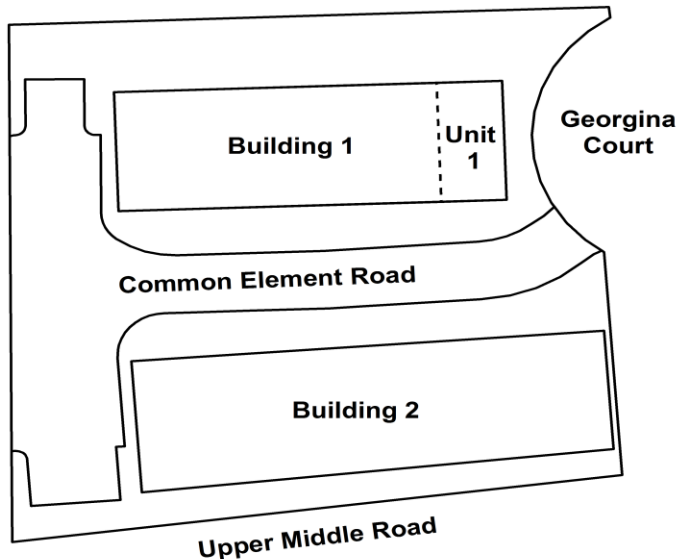 Building 1
Unit
1
Georgina
Court
Common Element Road
Building 2
Upper Middle Road